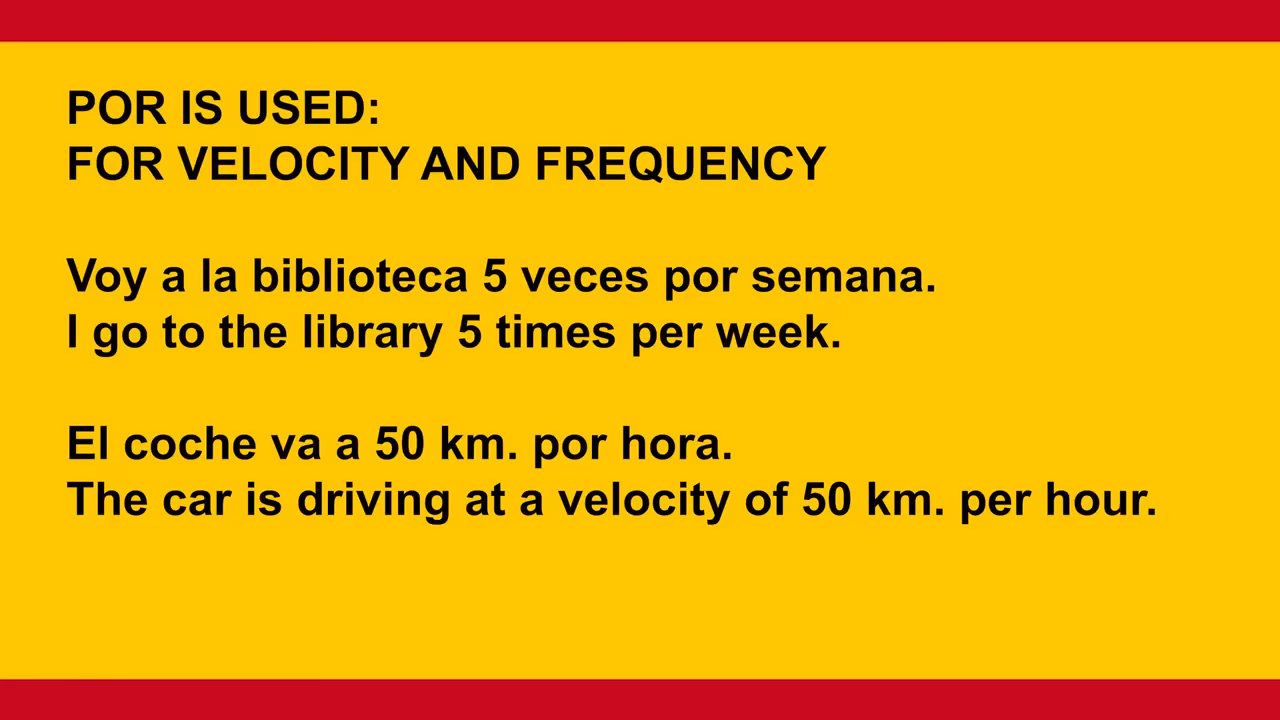 POR IS USED:
FOR VELOCITY AND FREQUENCY
Voy a la biblioteca 5 veces por semana.
I go to the library 5 times per week.
El coche va a 50 km. por hora.
The car is driving at a velocity of 50 km. per hour.